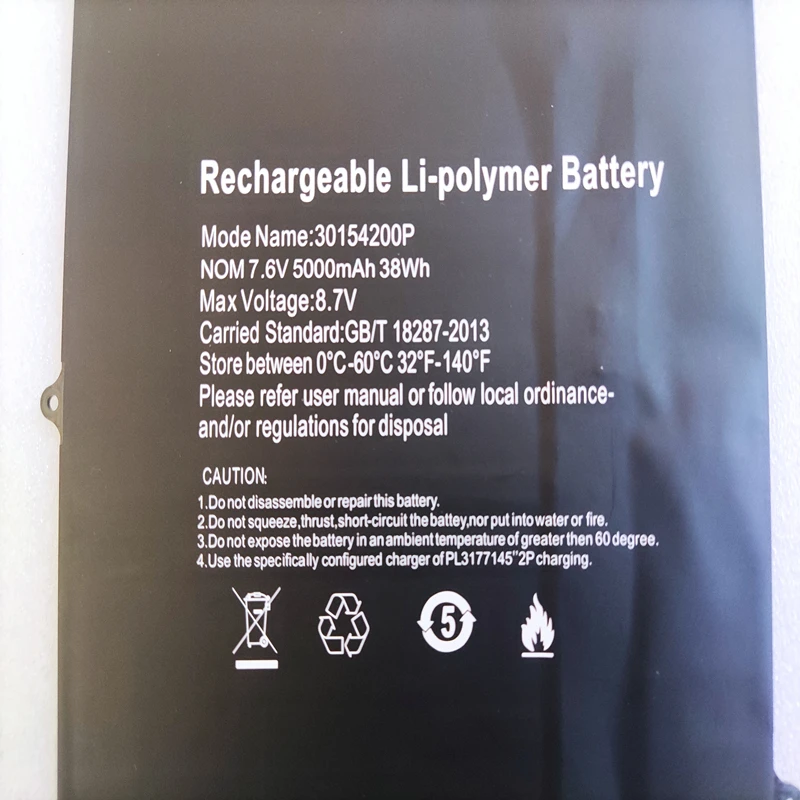 Rechargeable Li-polymer Battery
Mode Name:30154200P
NOM 7.6V 5000mAh 38Wh
Max Voltage:8.7V
Carried Standard:GB/T 18287-2013
Store between 0°C-60°C 32°F-140°F
Please refer user manual or follow local ordinance-
and/or regulations for disposal
CAUTION:
1.Do not disassemble or repair this battery.
2.Do not squeeze,thrust,short-circuit the battey,nor put into water or fire.
3.Do not expose the battery in an ambient temperature of greater then 60 degree.
4.Use the specifically configured charger of PL3177145"2P charging.
5